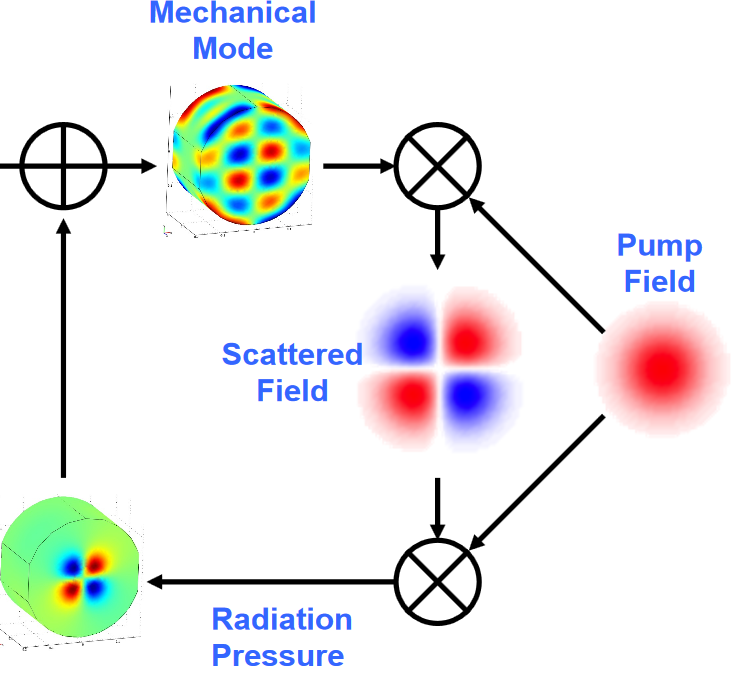 Mechanical
Mode
Pump
Field
Scattered
Field
Radiation
Pressure